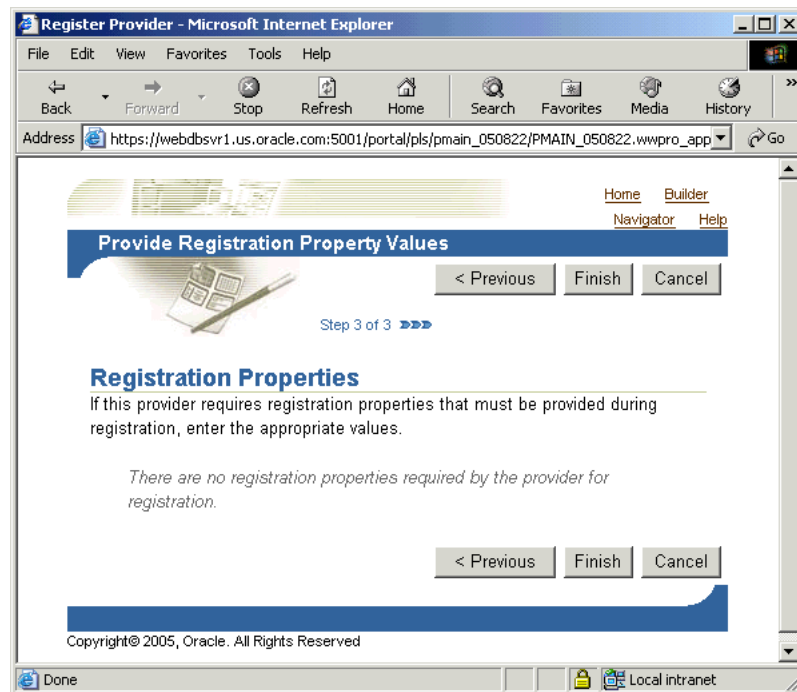 Register Provider - Microsoft Internet Explorer
File Edit View Favorites Tools Help
Back Forward Stop Refresh Home Search Favorites Media History »
Address https://webdbsvr1.us.oracle.com:5001/portal/pls/pmain_050822/PMAIN_050822.wwpro_app Go
Home Builder
Navigator Help
Provide Registration Property Values
< Previous Finish Cancel
Step 3 of 3
Registration Properties
If this provider requires registration properties that must be provided during
registration, enter the appropriate values.
There are no registration properties required by the provider for
registration.
< Previous Finish Cancel
Copyright© 2005, Oracle. All Rights Reserved
Done Local intranet